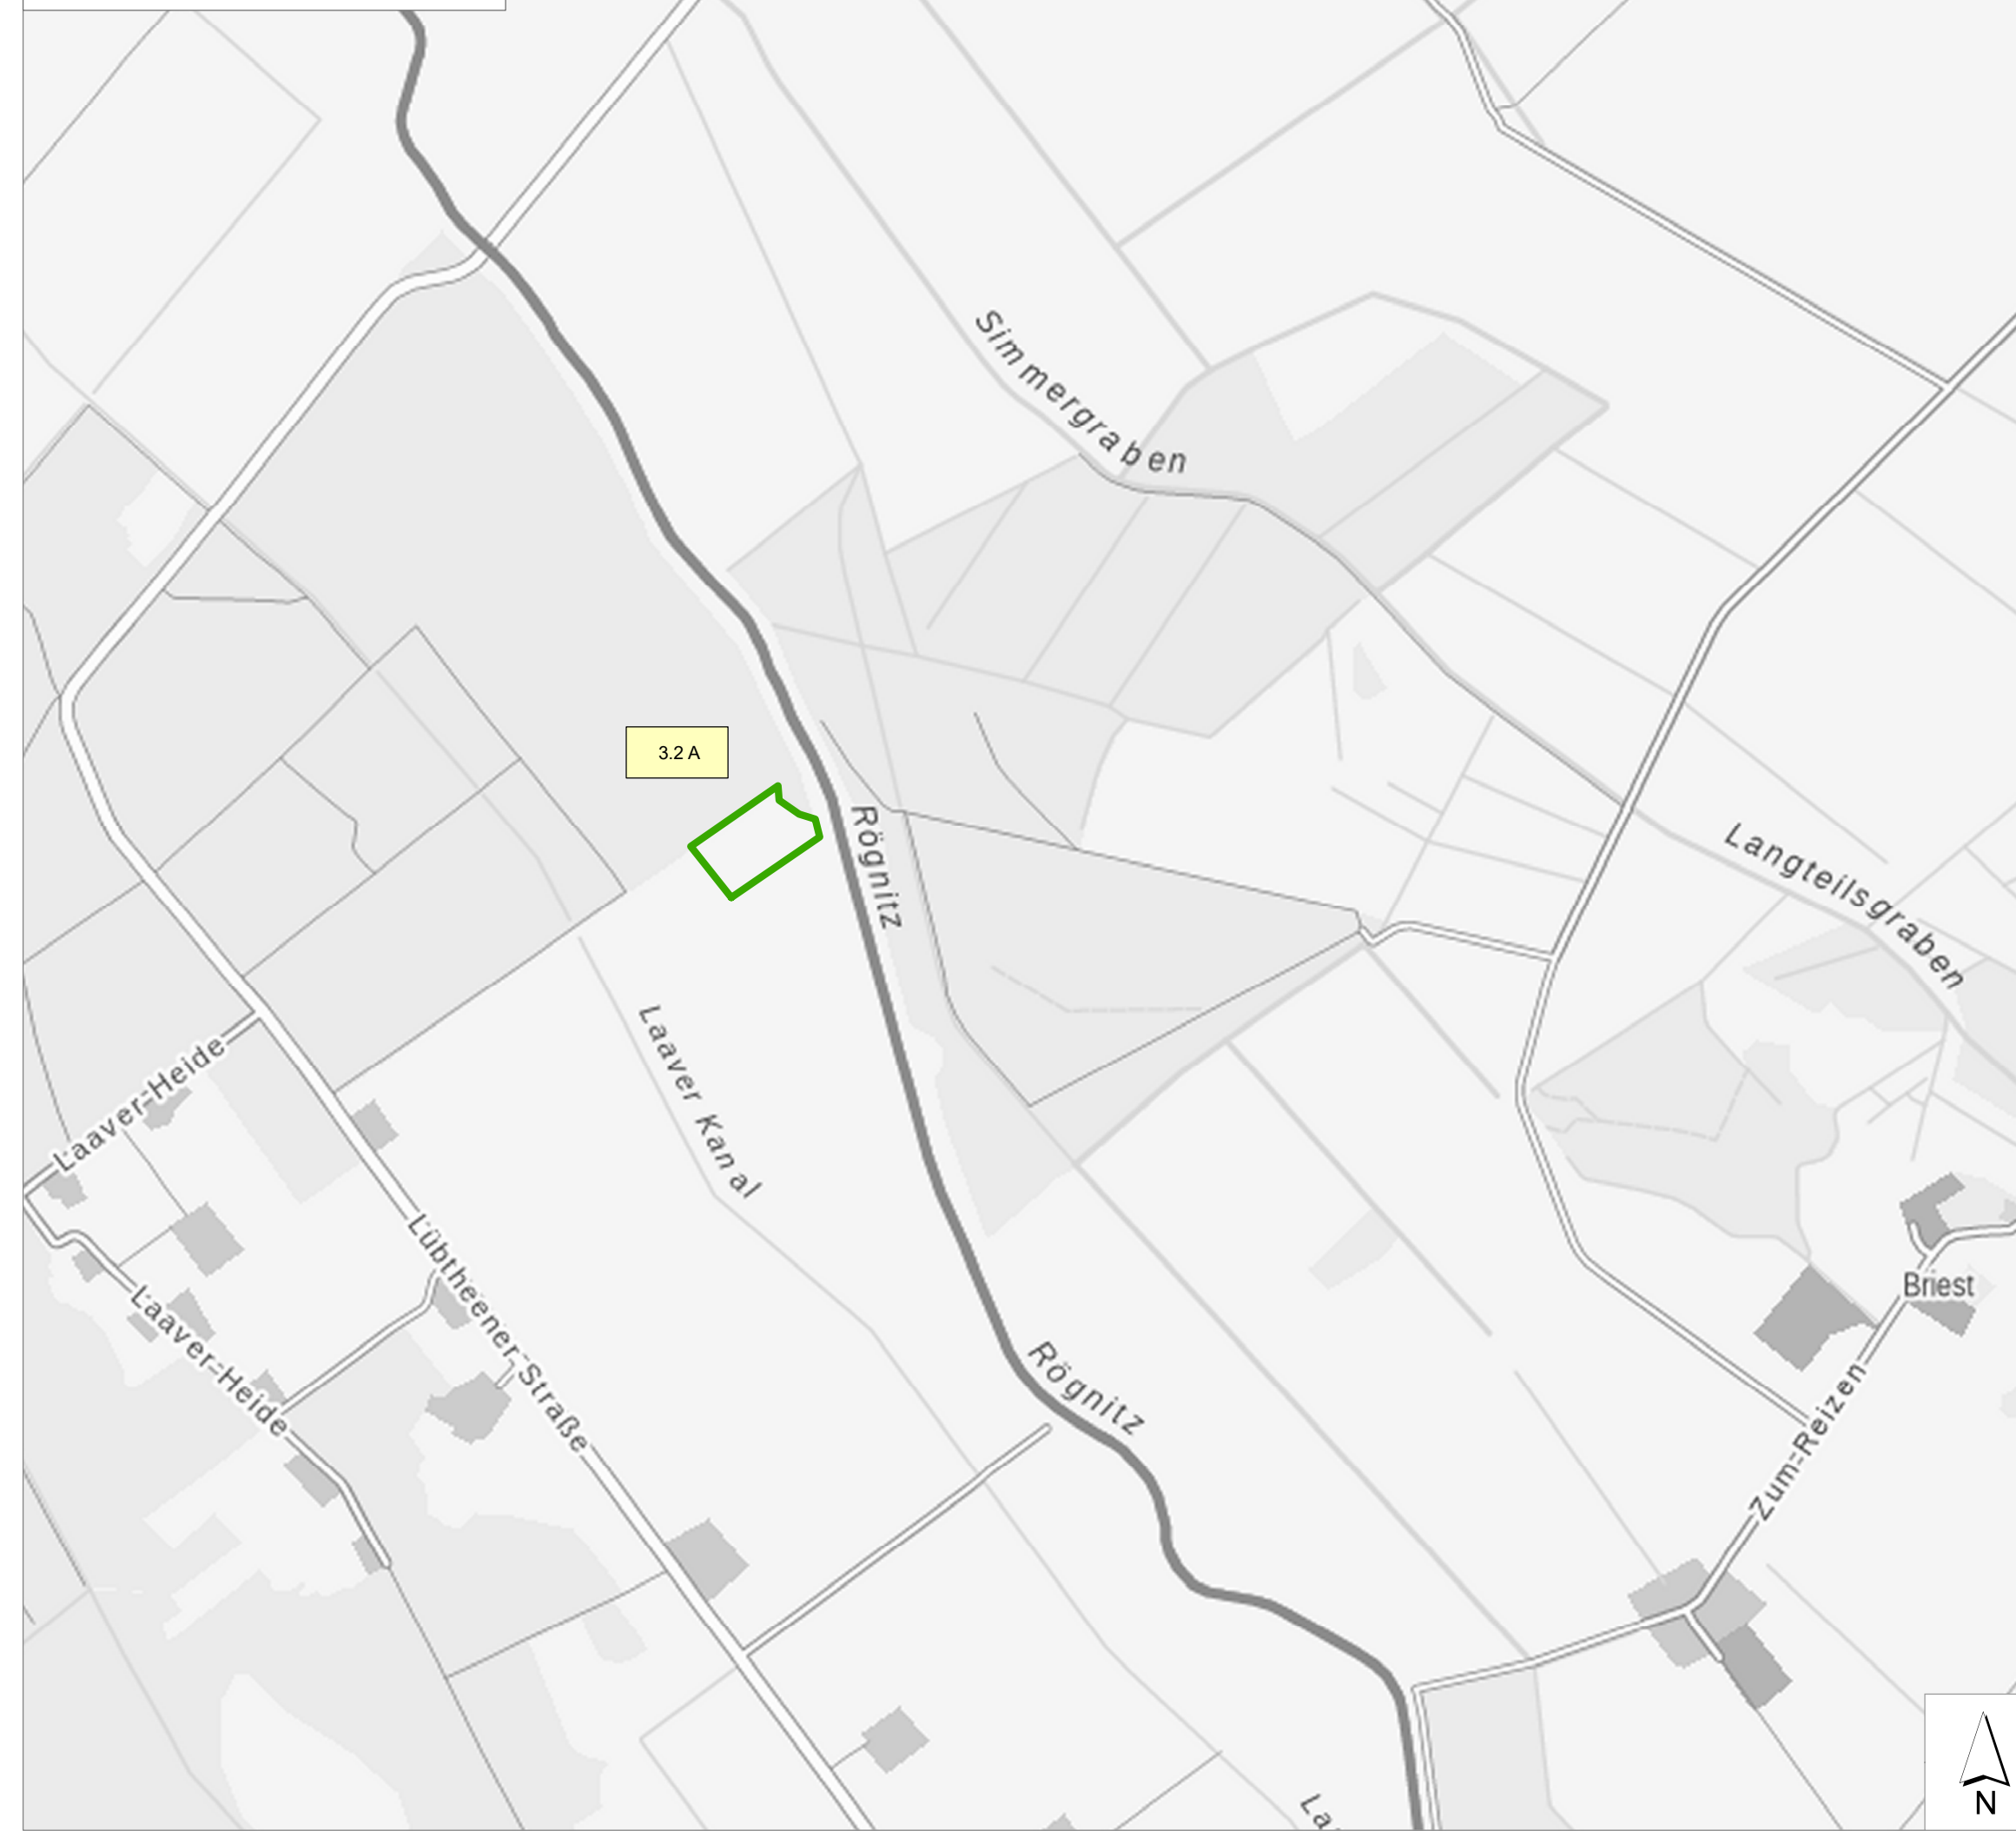 Simmergraben
3.2 A
Rögnitz
Langteilsgraben
Laaver Kanal
Laaver-Heide
Lübtheener-Straße
Briest
Laaver-Heide
Rögnitz
Zum-Reizen
N